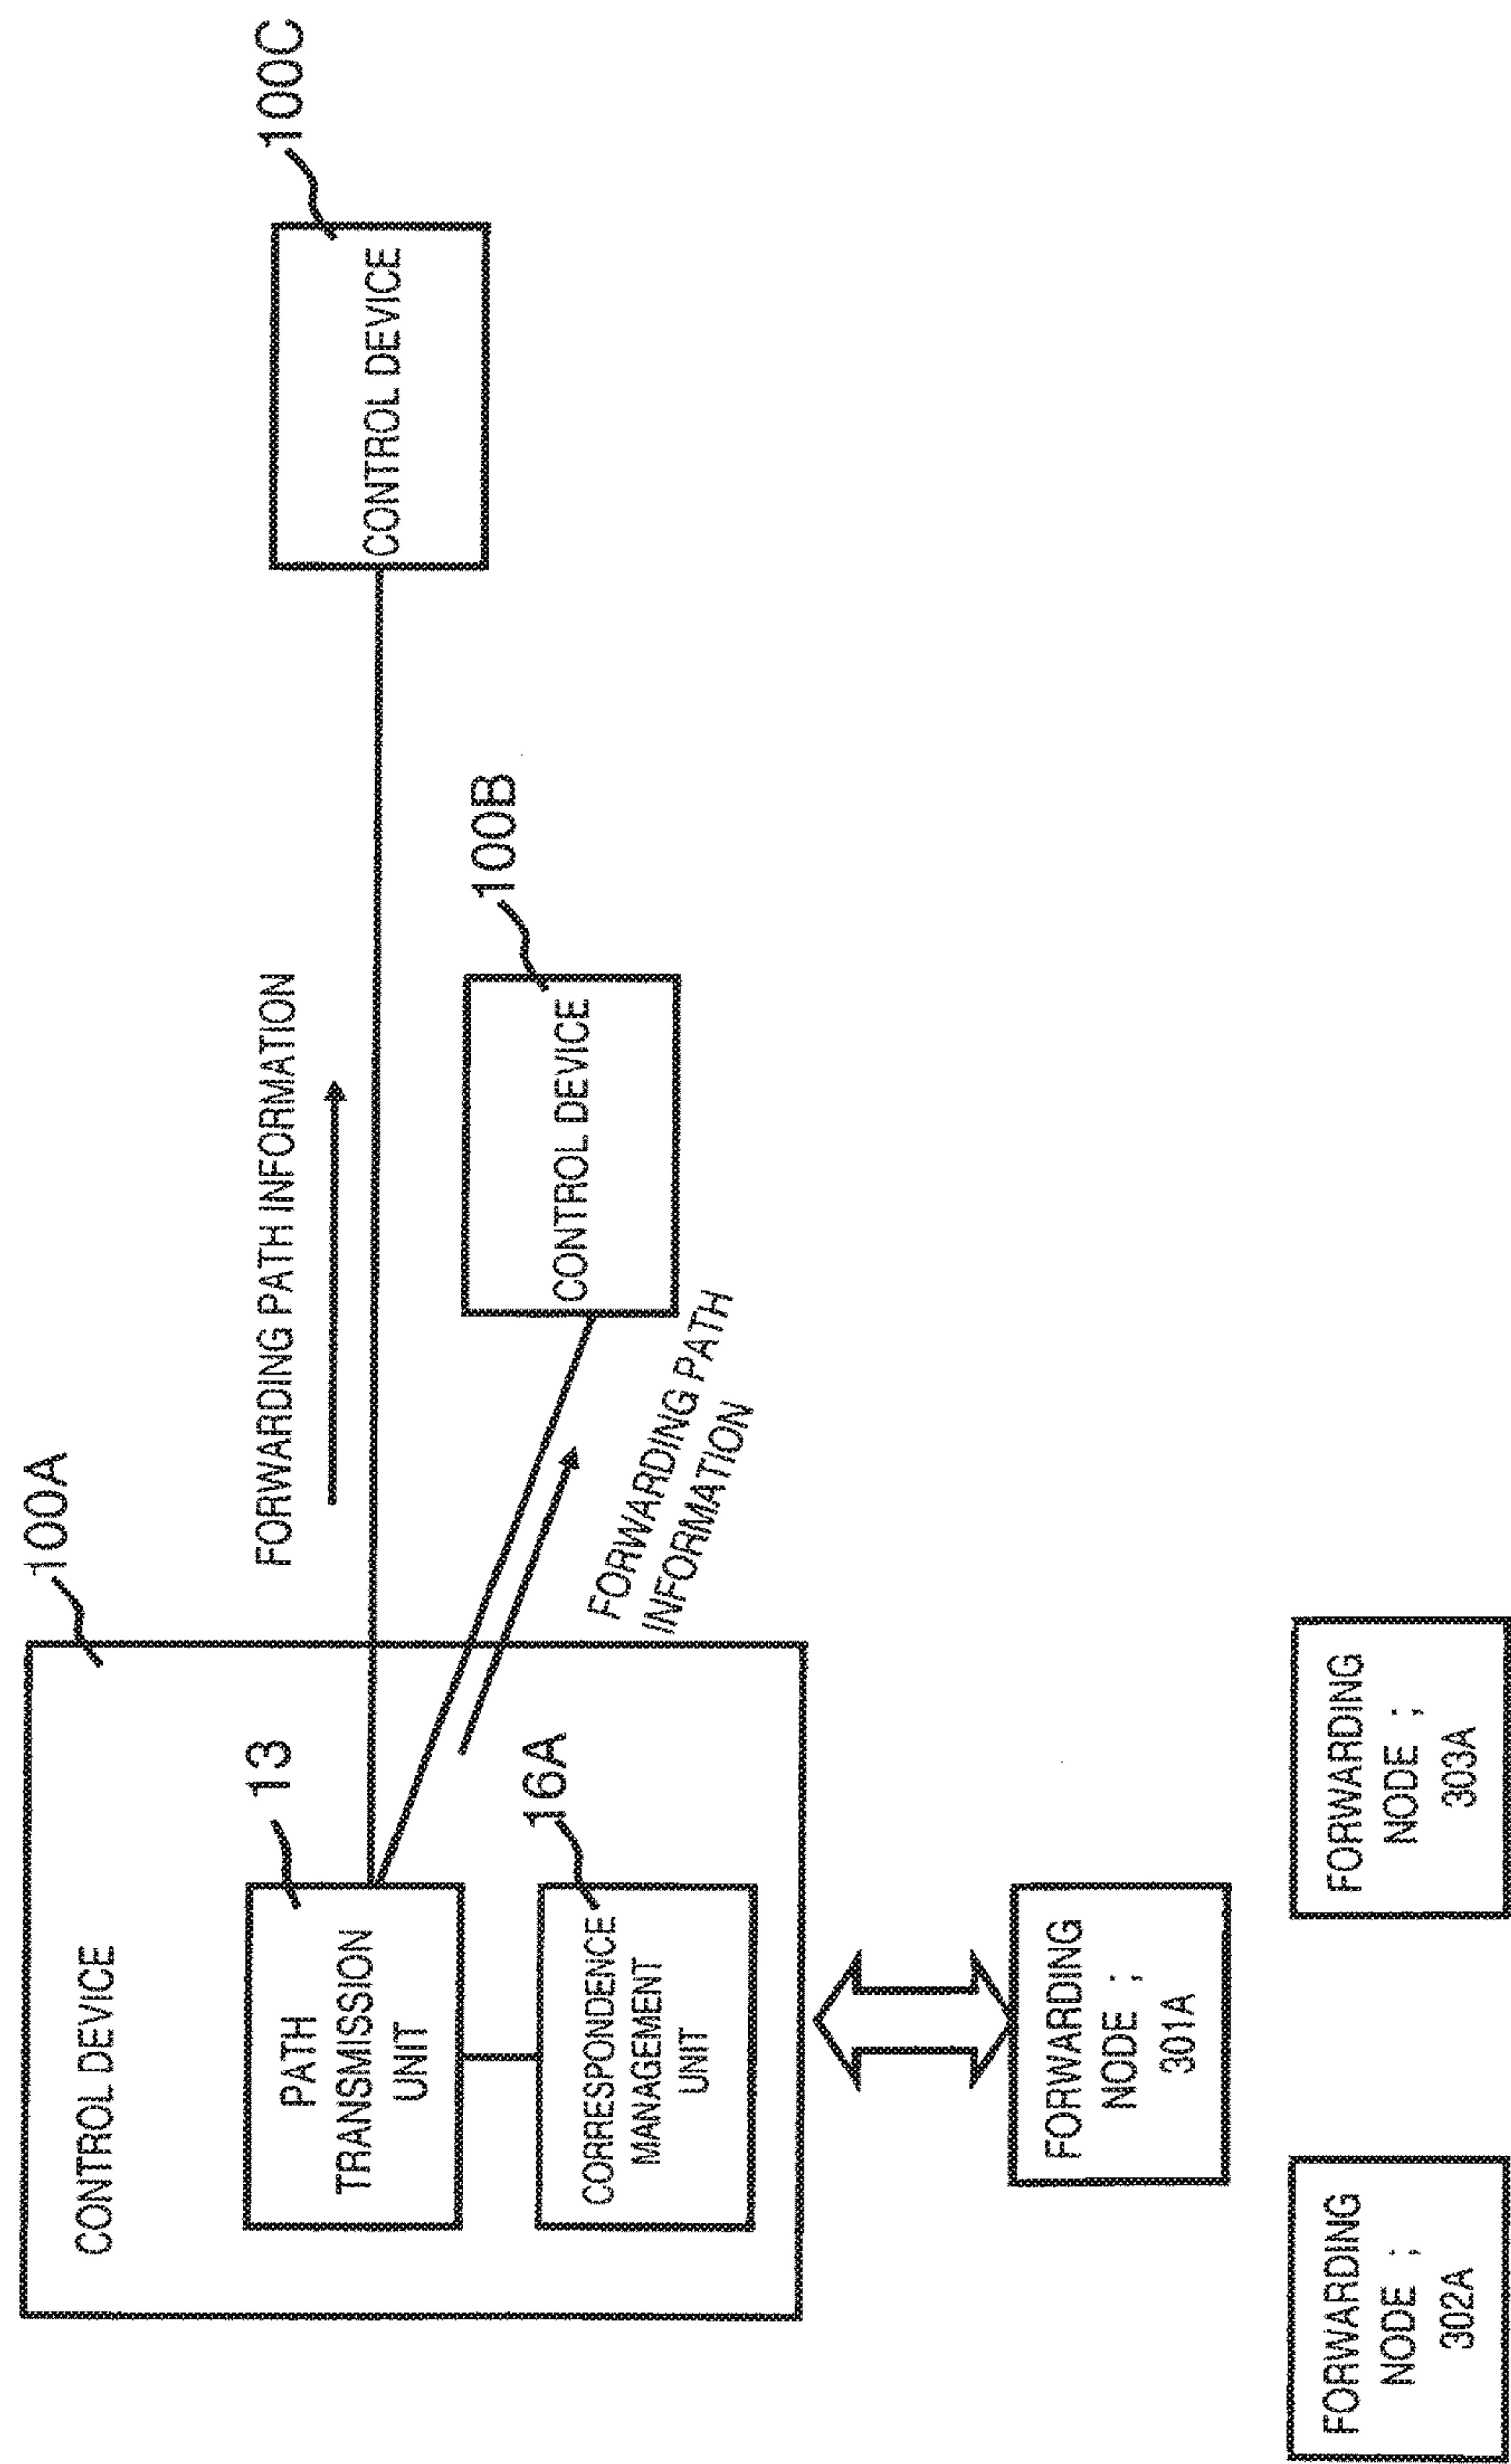 100A
CONTROL DEVICE
13
PATH
TRANSMISSION
UNIT
16A
CORRESPONDENCE
MANAGEMENT
UNIT
FORWARDING PATH INFORMATION
100C
CONTROL DEVICE
100B
CONTROL DEVICE
FORWARDING PATH
INFORMATION
FORWARDING
NODE ;
301A
FORWARDING
NODE ;
302A
FORWARDING
NODE ;
303A